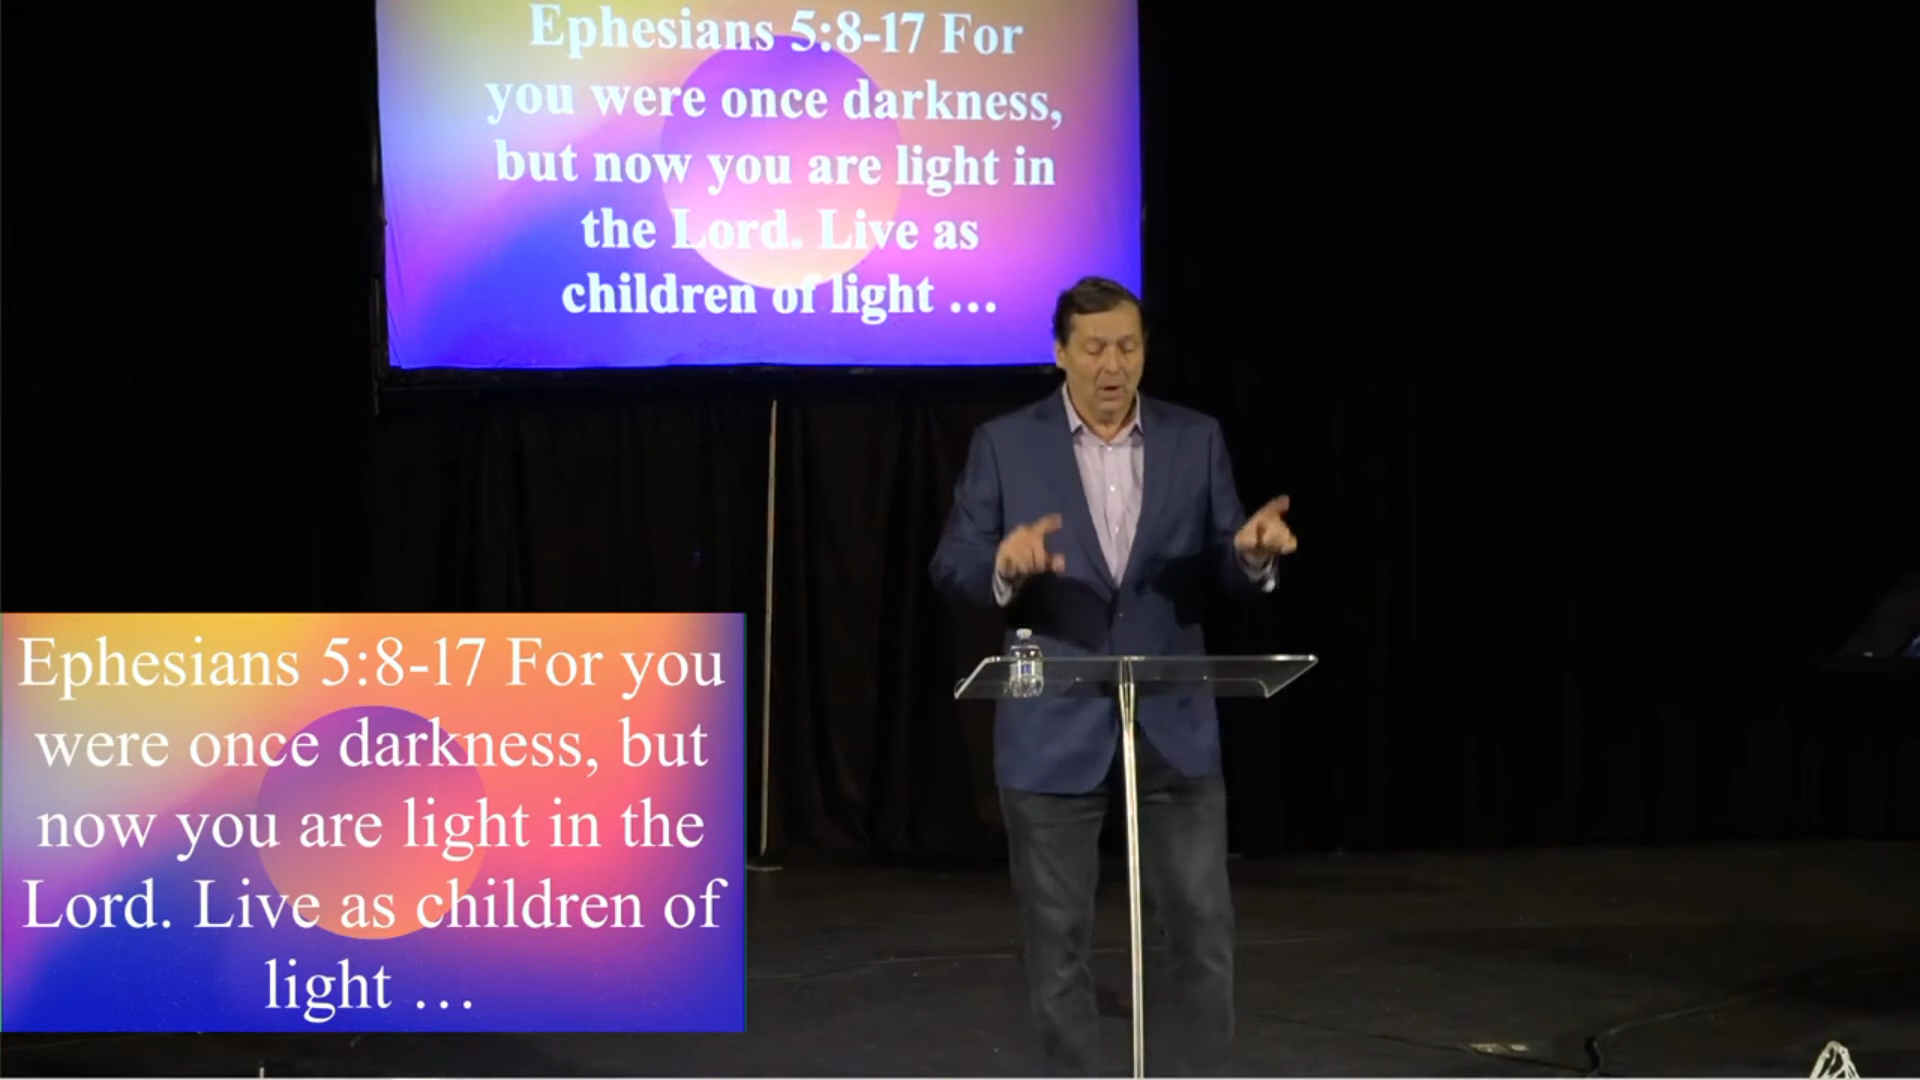 Ephesians 5:8-17 For
you were once darkness,
but now you are light in
the Lord. Live as
children of light …
Ephesians 5:8-17 For you
were once darkness, but
now you are light in the
Lord. Live as children of
light …